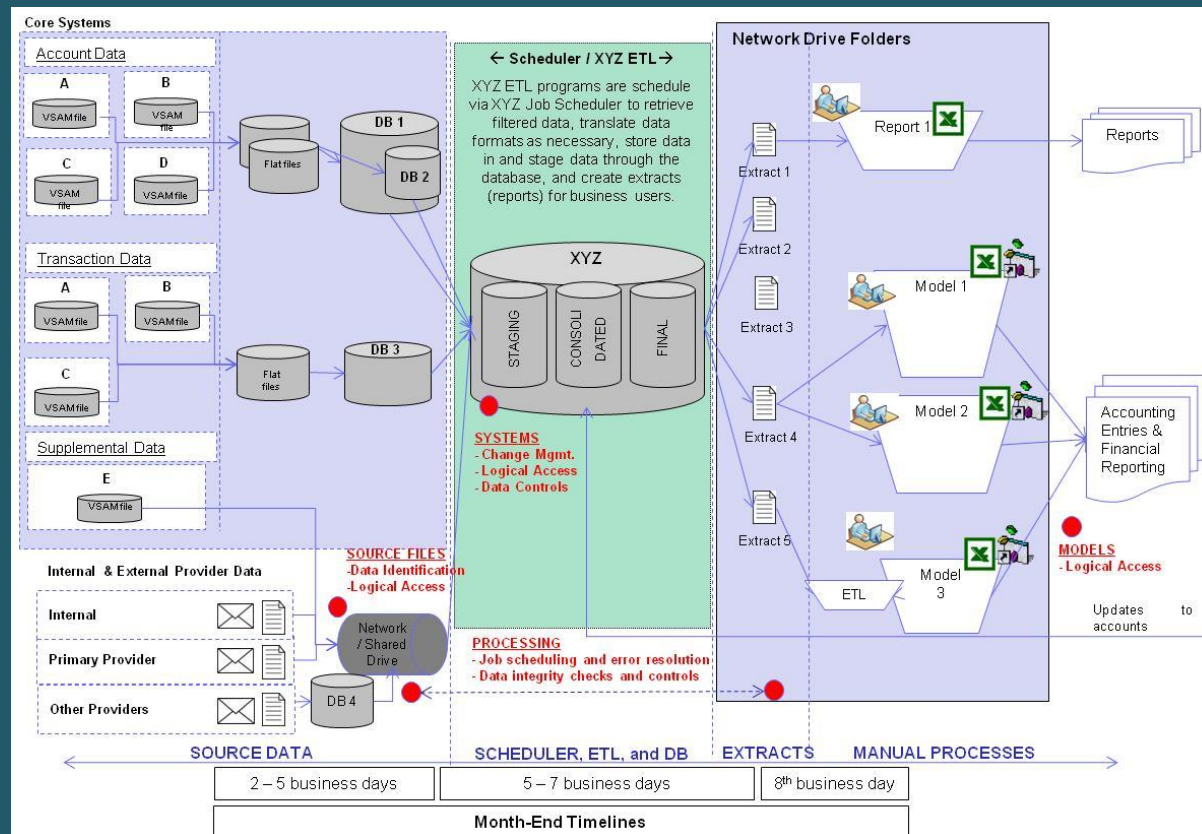 Core Systems
Account Data
A
VSAM file
B
VSAM
file
C
VSAM
file
D
VSAM file
Flat files
DB 1
DB 2
Transaction Data
A
VSAM file
B
VSAM file
C
VSAM file
Flat
files
DB 3
Supplemental Data
E
VSAM file
Internal & External Provider Data
Internal
Primary Provider
Other Providers
DB 4
Network
/ Shared
Drive
SOURCE FILES
-Data Identification
-Logical Access
← Scheduler / XYZ ETL→
XYZ ETL programs are schedule
via XYZ Job Scheduler to retrieve
filtered data, translate data
formats as necessary, store data
in and stage data through the
database, and create extracts
(reports) for business users.
XYZ
STAGING
CONSOLI
DATED
FINAL
SYSTEMS
- Change Mgmt.
- Logical Access
- Data Controls
PROCESSING
- Job scheduling and error resolution
- Data integrity checks and controls
Network Drive Folders
Extract 1
Extract 2
Extract 3
Extract 4
Extract 5
Report 1
Model 1
Model 2
Model
3
ETL
Reports
Accounting
Entries &
Financial
Reporting
MODELS
- Logical Access
Updates to
accounts
SOURCE DATA
SCHEDULER, ETL, and DB
EXTRACTS
MANUAL PROCESSES
2 – 5 business days
5 – 7 business days
8th business day
Month-End Timelines